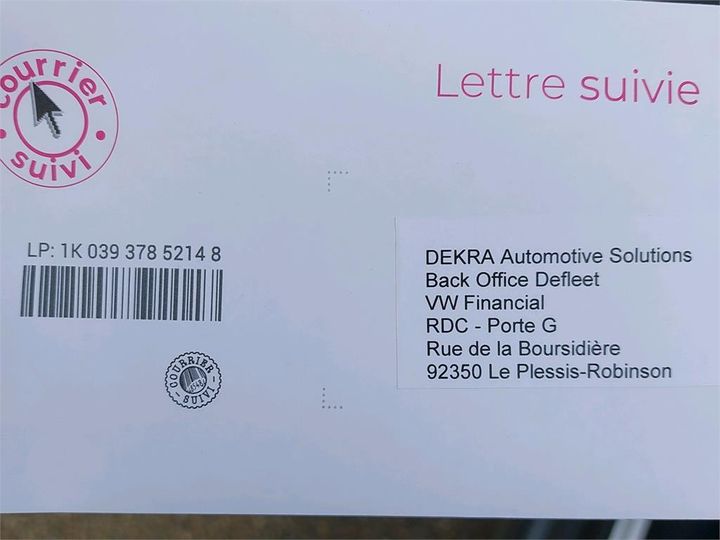 courrier
suivi
Lettre suivie
LP: 1K 039 378 5214 8
DEKRA Automotive Solutions
Back Office Defleet
VW Financial
RDC - Porte G
Rue de la Boursidière
92350 Le Plessis-Robinson
COURRIER
SUIVI